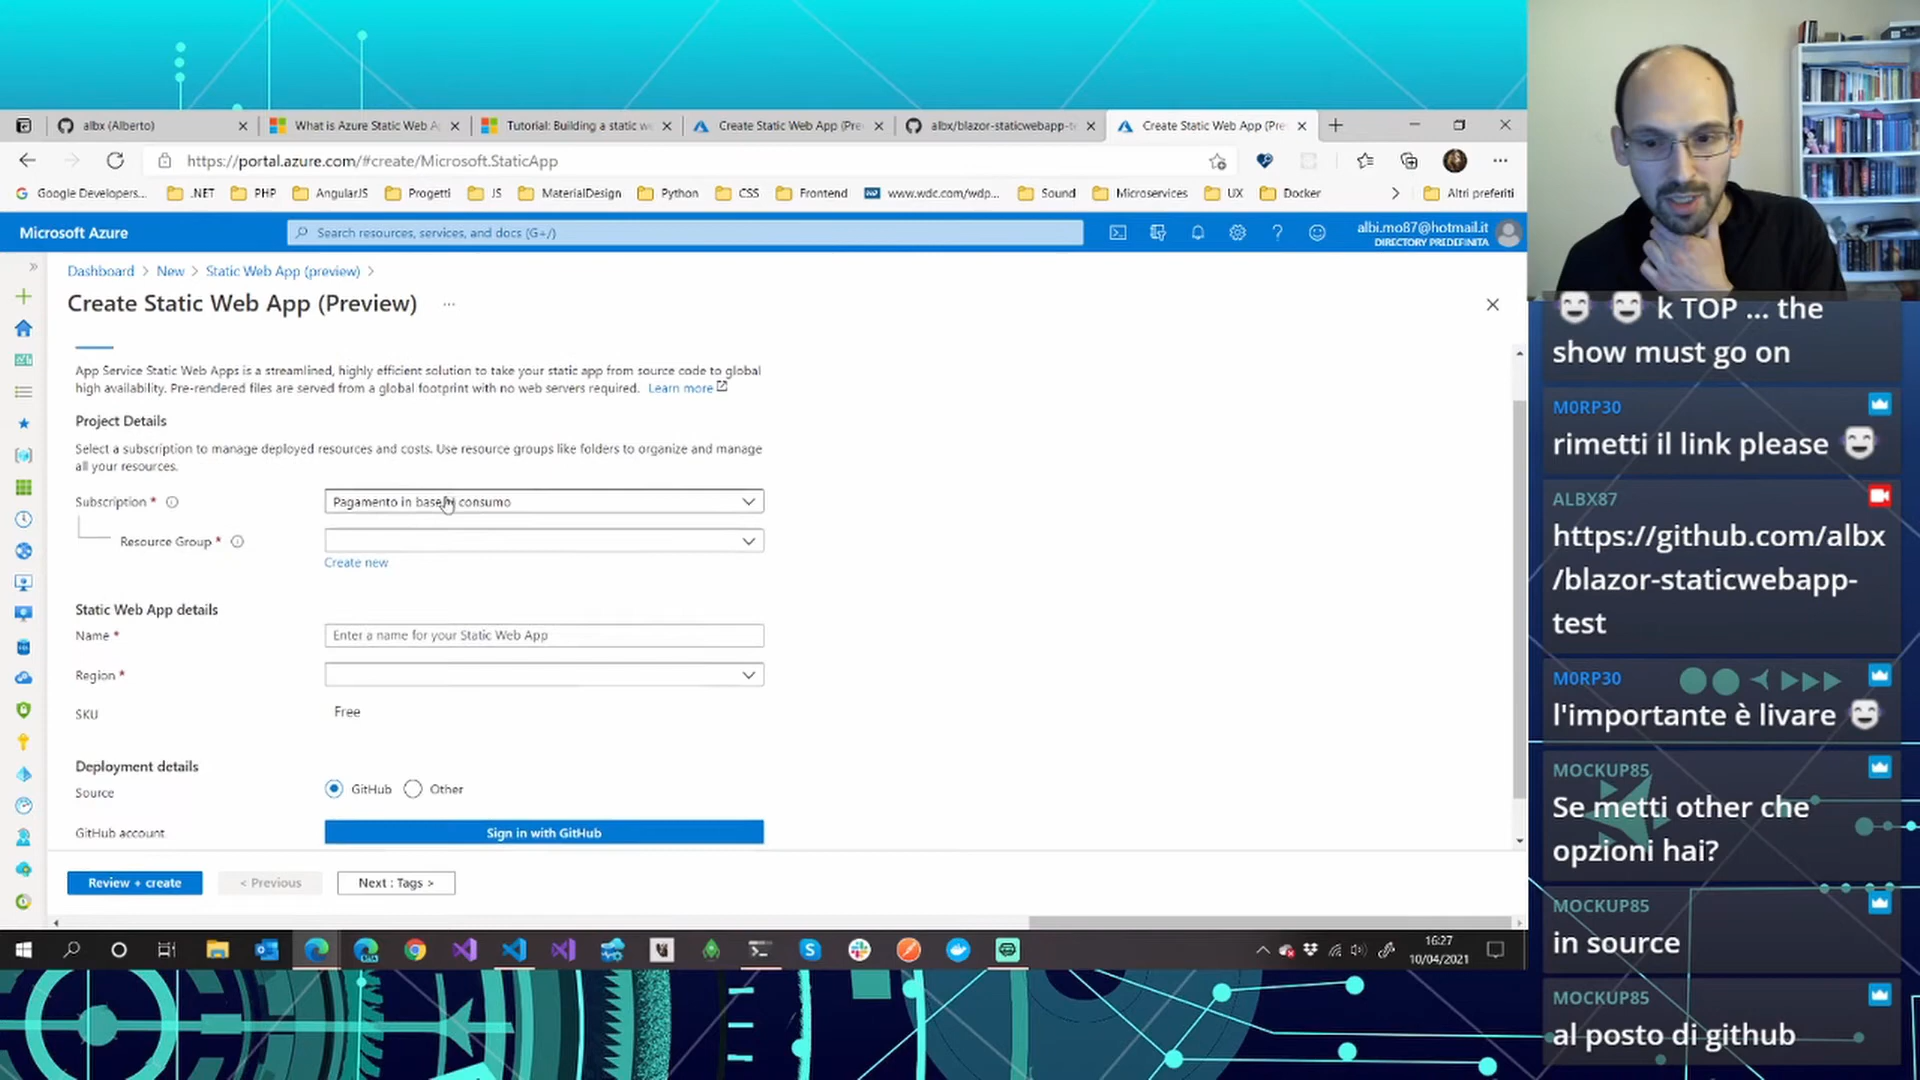 albx (Alberto)
What is Azure Static Web A
Tutorial: Building a static w
Create Static Web App (Pre
albx/blazor-staticwebapp-t
Create Static Web App (Pre
https://portal.azure.com/#create/Microsoft.StaticApp
Google Developers...
.NET
PHP
AngularJS
Progetti
JS
MaterialDesign
Python
CSS
Frontend
www.wdc.com/wdp...
Sound
Microservices
UX
Docker
Altri preferiti
Microsoft Azure
Search resources, services, and docs (G+/)
albi.mo87@hotmail.it
DIRECTORY PREDEFINITA
Dashboard > New > Static Web App (preview) >
Create Static Web App (Preview) ...
App Service Static Web Apps is a streamlined, highly efficient solution to take your static app from source code to global
high availability. Pre-rendered files are served from a global footprint with no web servers required. Learn more
Project Details
Select a subscription to manage deployed resources and costs. Use resource groups like folders to organize and manage
all your resources.
Subscription *
Pagamento in base consumo
Resource Group *
Create new
Static Web App details
Name *
Enter a name for your Static Web App
Region *
SKU
Free
Deployment details
Source
GitHub
Other
GitHub account
Sign in with GitHub
Review + create
< Previous
Next : Tags >
16:27
10/04/2021
k TOP ... the
show must go on
M0RP30
rimetti il link please
ALBX87
https://github.com/albx
/blazor-staticwebapp-
test
M0RP30
l'importante è livare
MOCKUP85
Se metti other che
opzioni hai?
MOCKUP85
in source
MOCKUP85
al posto di github